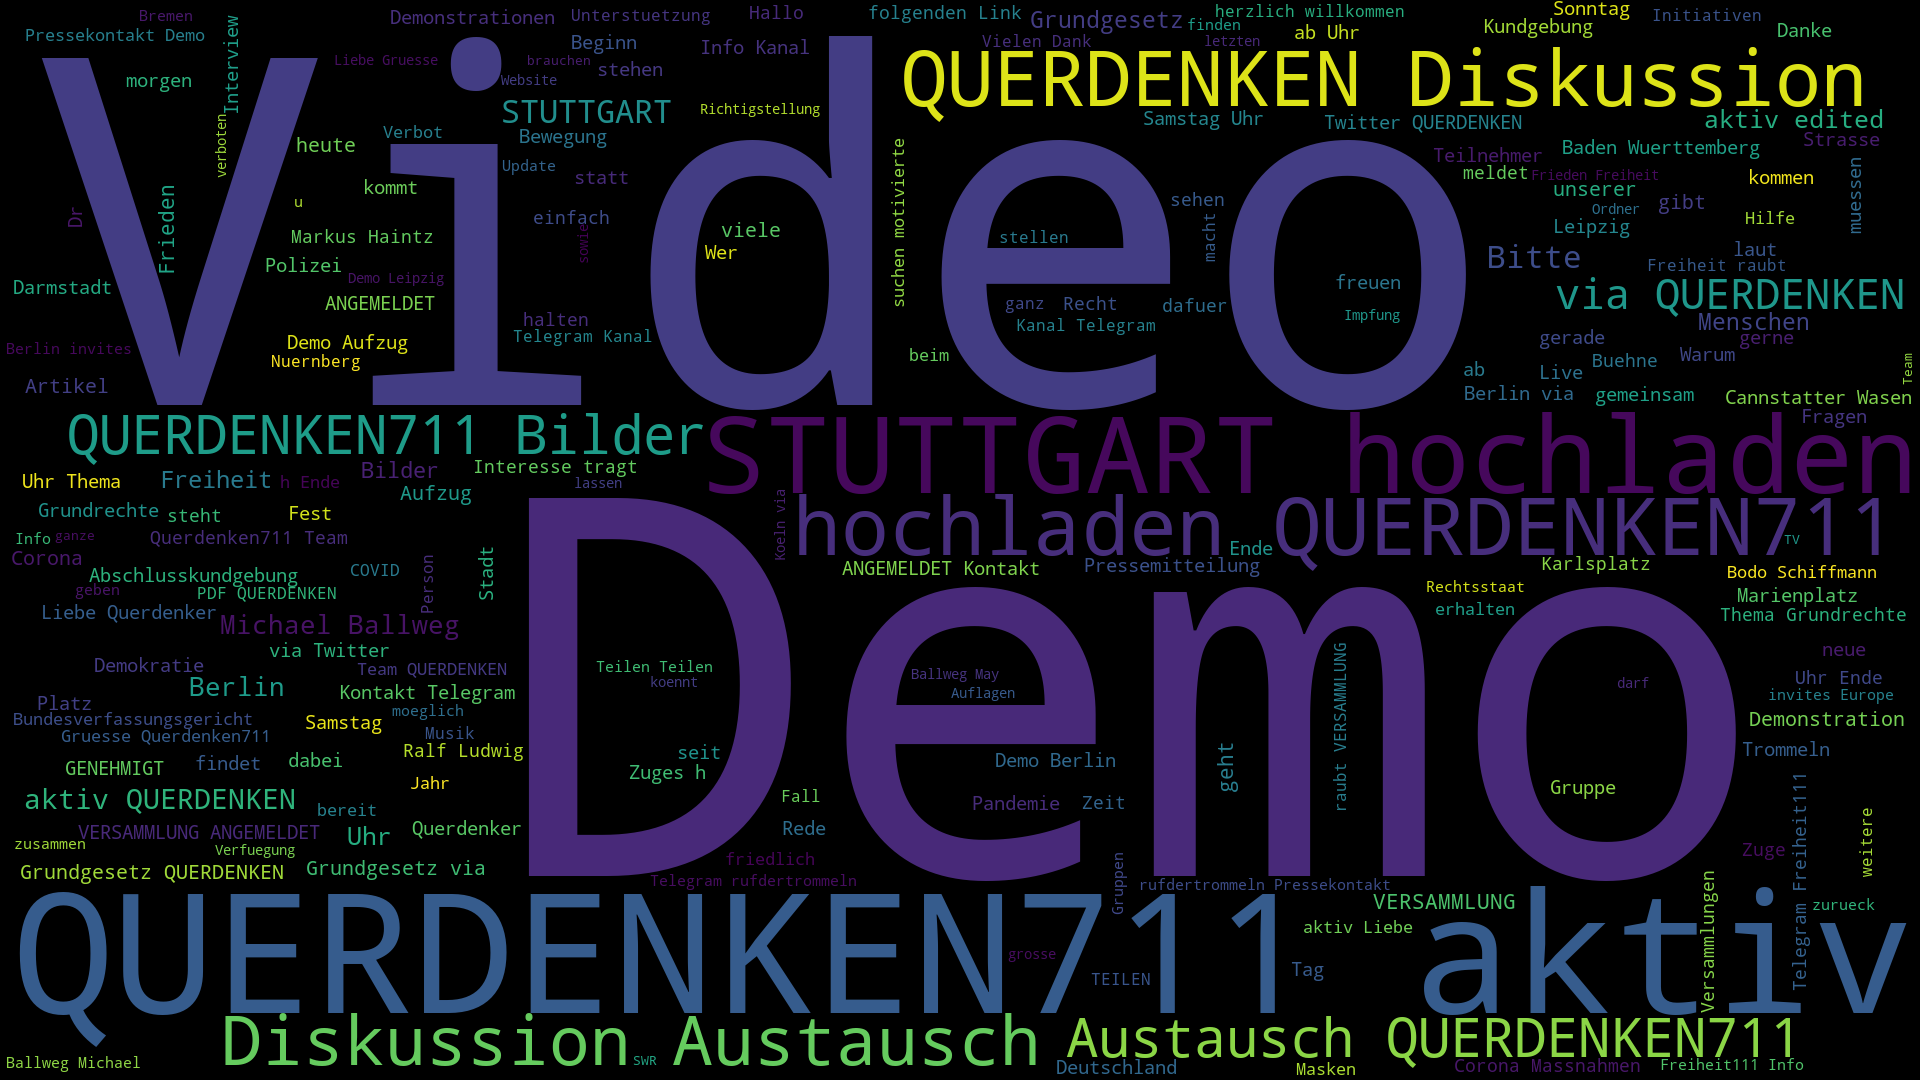 Bremen
Demonstrationen
Unterstuetzung
Hallo
folgenden Link
Grundgesetz
herzlich willkommen
finden
Sonntag
Initiativen
Pressekontakt Demo
Interview
Beginn
Info Kanal
Vielen Dank
letzten
ab Uhr
Kundgebung
Danke
morgen
Liebe Gruesse
brauchen
Website
stehen
Video
QUERDENKEN Diskussion
STUTTGART
Richtigstellung
verboten
heute
Verbot
Bewegung
Samstag Uhr
Twitter QUERDENKEN
aktiv edited
Strasse
Update
statt
suchen motivierte
Teilnehmer
Baden Wuerttemberg
meldet
Frieden Freiheit
kommen
muessen
kommt
Frieden
Dr
u
einfach
sowie
viele
Wer
sehen
macht
stellen
unserer
Ordner
gibt
Hilfe
Leipzig
Markus Haintz
Polizei
Demo Leipzig
Darmstadt
ANGEMELDET
Bitte
laut
Freiheit raubt
freuen
via QUERDENKEN
ganz
Recht
dafuer
Impfung
halten
Telegram Kanal
Kanal Telegram
Menschen
gerade
gerne
Berlin invites
Demo Aufzug
Nuernberg
beim
Buehne
Warum
Team
Artikel
ab
Live
Berlin via
gemeinsam
Cannstatter Wasen
QUERDENKEN711 Bilder
STUTTGART hochladen
Fragen
Uhr Thema
Freiheit
h Ende
Bilder
Interesse tragt
lassen
Aufzug
Koeln via
hochladen QUERDENKEN711
Grundrechte
steht
Fest
Info
ganze
Querdenken711 Team
Corona
Stadt
Demo
Ende
TV
Abschlusskundgebung
COVID
Person
ANGEMELDET Kontakt
Pressemitteilung
Karlsplatz
Bodo Schiffmann
geben
PDF QUERDENKEN
Rechtsstaat
Marienplatz
Liebe Querdenker
Michael Ballweg
erhalten
Thema Grundrechte
via Twitter
raubt VERSAMMLUNG
neue
Demokratie
Team QUERDENKEN
Teilen Teilen
koennt
Ballweg May
Auflagen
darf
Uhr Ende
Berlin
Kontakt Telegram
invites Europe
Platz
Bundesverfassungsgericht
Samstag
moeglich
Demonstration
Gruesse Querdenken711
Musik
Ralf Ludwig
seit
Demo Berlin
geht
Trommeln
GENEHMIGT
findet
dabei
Zuges h
Jahr
Gruppe
aktiv QUERDENKEN
bereit
Fall
Pandemie
Zeit
Telegram Freiheit111
VERSAMMLUNG ANGEMELDET
Uhr
Querdenker
Rede
weitere
zusammen
Verfuegung
friedlich
Zuge
Grundgesetz QUERDENKEN
Grundgesetz via
Telegram rufdertrommeln
Gruppen
rufdertrommeln Pressekontakt
QUERDENKEN711 aktiv
VERSAMMLUNG
Versammlungen
zurueck
aktiv Liebe
grosse
TEILEN
Tag
Diskussion Austausch
Austausch QUERDENKEN711
Ballweg Michael
SWR
Deutschland
Masken
Corona Massnahmen
Freiheit111 Info